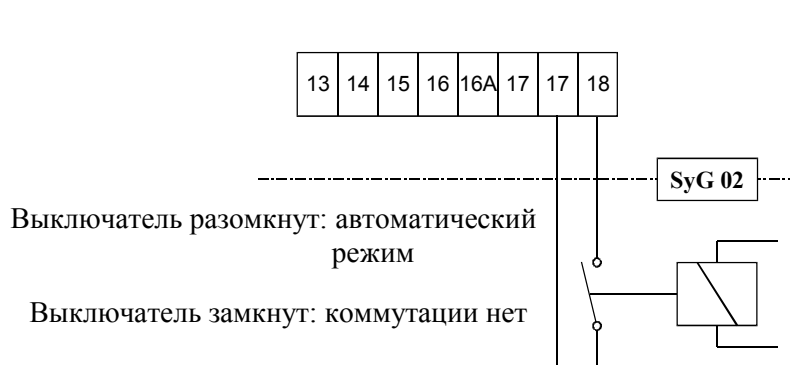 13 14 15 16 16A 17 17 18
SyG 02
Выключатель разомкнут: автоматический
режим
Выключатель замкнут: коммутации нет